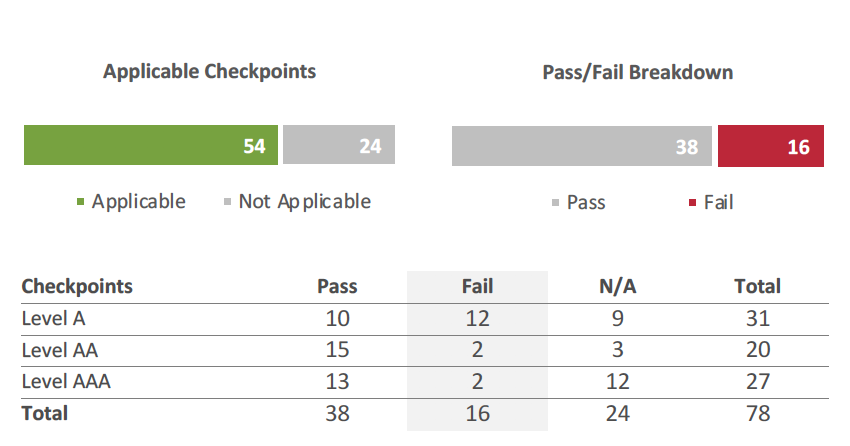 Applicable Checkpoints
54 24
Applicable Not Applicable
Pass/Fail Breakdown
38 16
Pass Fail
Checkpoints Pass Fail N/A Total
Level A 10 12 9 31
Level AA 15 2 3 20
Level AAA 13 2 12 27
Total 38 16 24 78